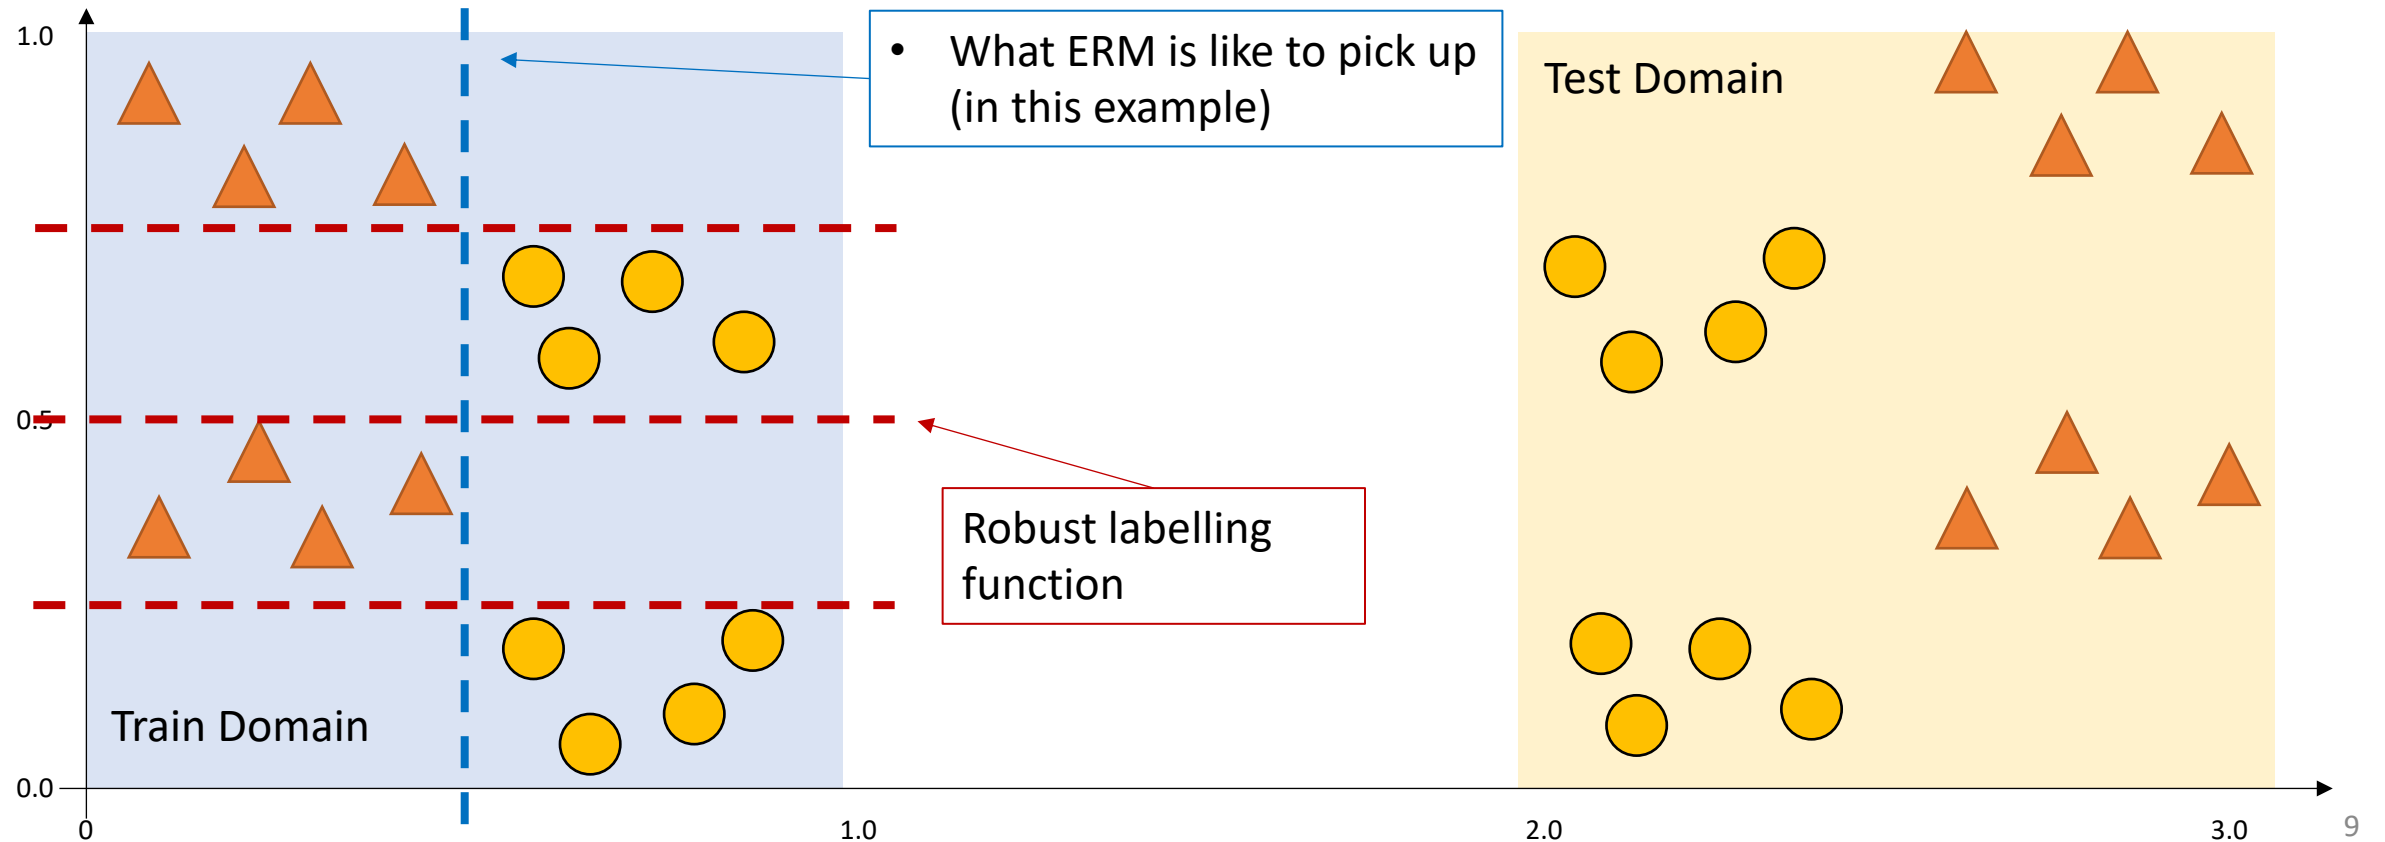 1.0
• What ERM is like to pick up
(in this example)
Test Domain
0.5
Robust labelling
function
Train Domain
0.0
0
1.0
2.0
3.0
9